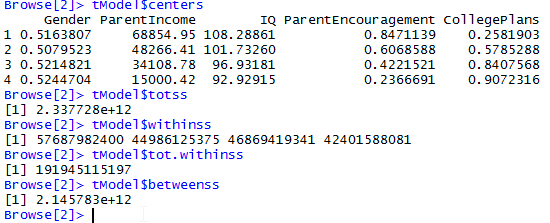 Browse[2]> tModel$centers
Gender ParentIncome IQ ParentEncouragement CollegePlans
1 0.5163807 68854.95 108.28861 0.8471139 0.2581903
2 0.5079523 48266.41 101.73260 0.6068588 0.5785288
3 0.5214821 34108.78 96.93181 0.4221521 0.8407568
4 0.5244704 15000.42 92.92915 0.2366691 0.9072316
Browse[2]> tModel$totss
[1] 2.337728e+12
Browse[2]> tModel$withinss
[1] 57687982400 44986125375 46869419341 42401588081
Browse[2]> tModel$tot.withinss
[1] 191945115197
Browse[2]> tModel$betweenss
[1] 2.145783e+12
Browse[2]>